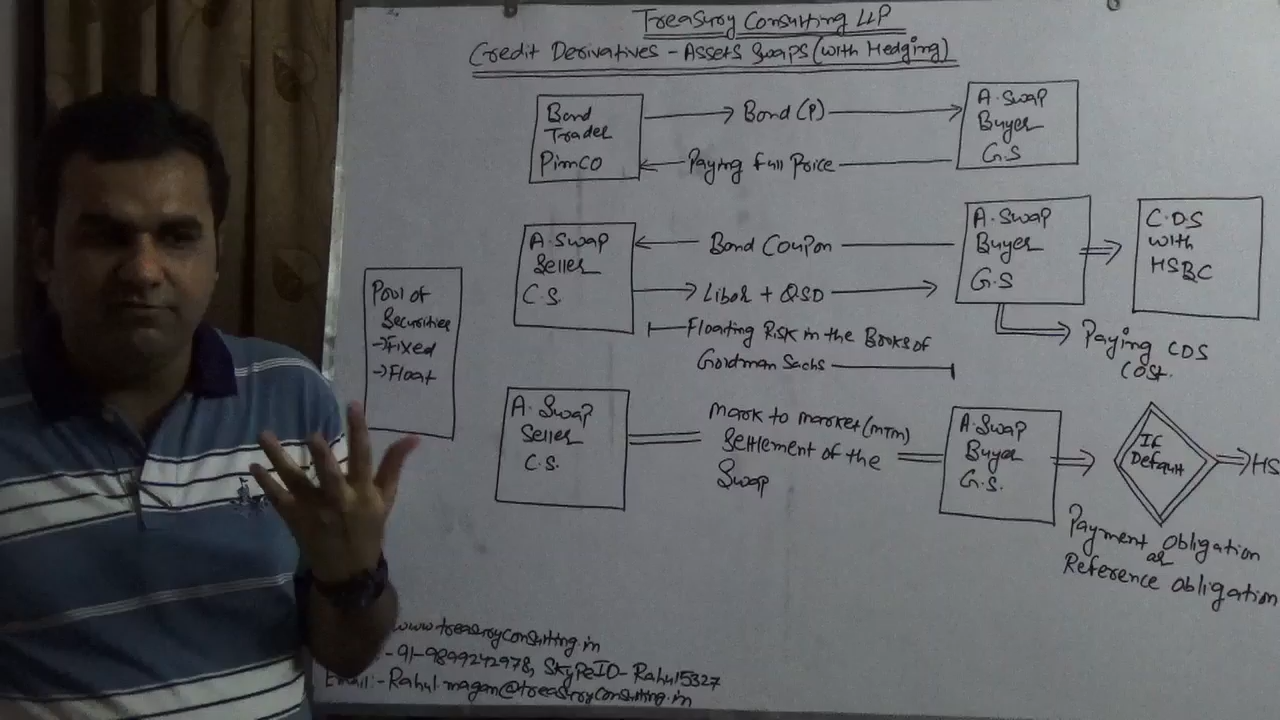 Treasury Consulting LLP
Credit Derivatives - Assets Swaps (with Hedging)
Bond
Trader
Pimco
Bond (P)
Paying full Price
A. Swap
Buyer
G.S
A. Swap
Seller
C.S.
Bond Coupon
Libor + QSD
Floating Risk in the Books of
Goldman Sachs
A. Swap
Buyer
G.S
C.D.S
with
HSBC
Paying CDS
Cost.
Pool of
Securities
→Fixed
→Float
A. Swap
Seller
C.S.
Mark to market (MTM)
Settlement of the
Swap
A. Swap
Buyer
G.S.
If
Default
HS
Payment Obligation
or
Reference Obligation
www.treasuryconsulting.in
:-91-9899242978, SkyPe ID- Rahul5327
Email:- Rahul.magan@treasuryconsulting.in